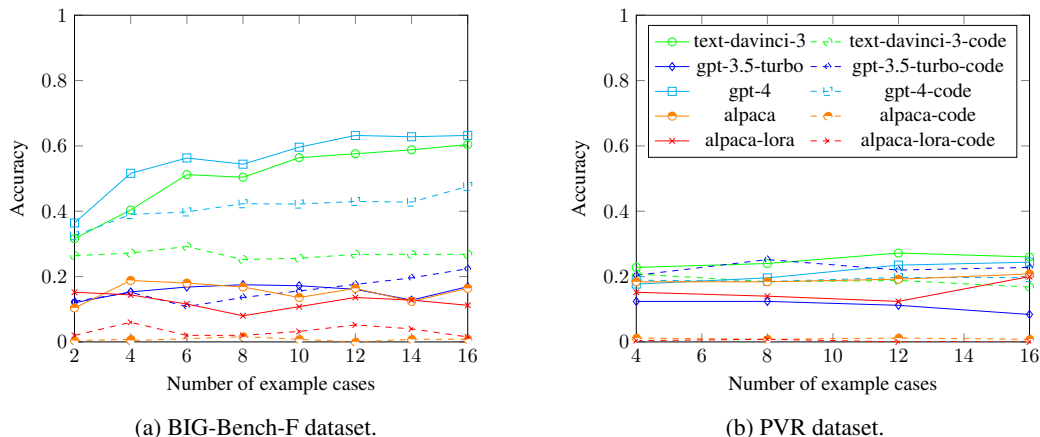 1
0.8
0.6
0.4
0.2
0
Accuracy
2 4 6 8 10 12 14 16
Number of example cases
(a) BIG-Bench-F dataset.
1
0.8
0.6
0.4
0.2
0
Accuracy
text-davinci-3 text-davinci-3-code
gpt-3.5-turbo gpt-3.5-turbo-code
gpt-4 gpt-4-code
alpaca alpaca-code
alpaca-lora alpaca-lora-code
4 6 8 10 12 14 16
Number of example cases
(b) PVR dataset.